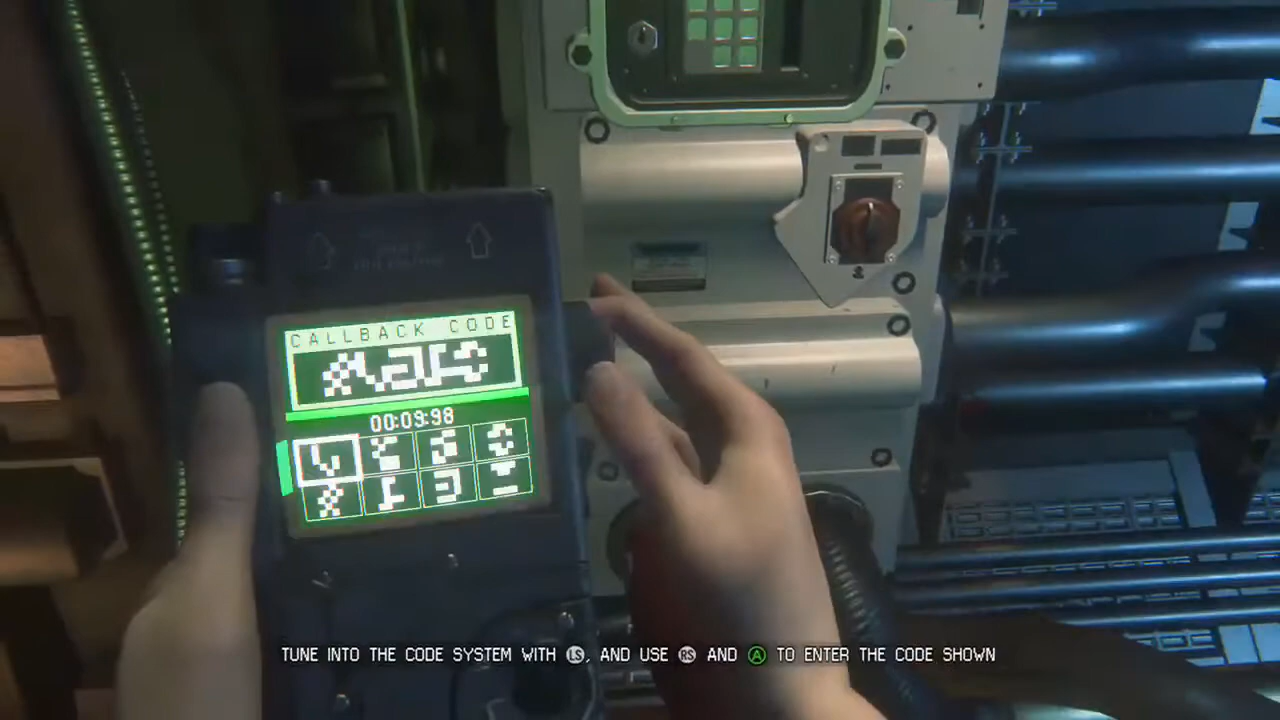 CALLBACK CODE
00:09:98
TUNE INTO THE CODE SYSTEM WITH LS, AND USE RS AND A TO ENTER THE CODE SHOWN